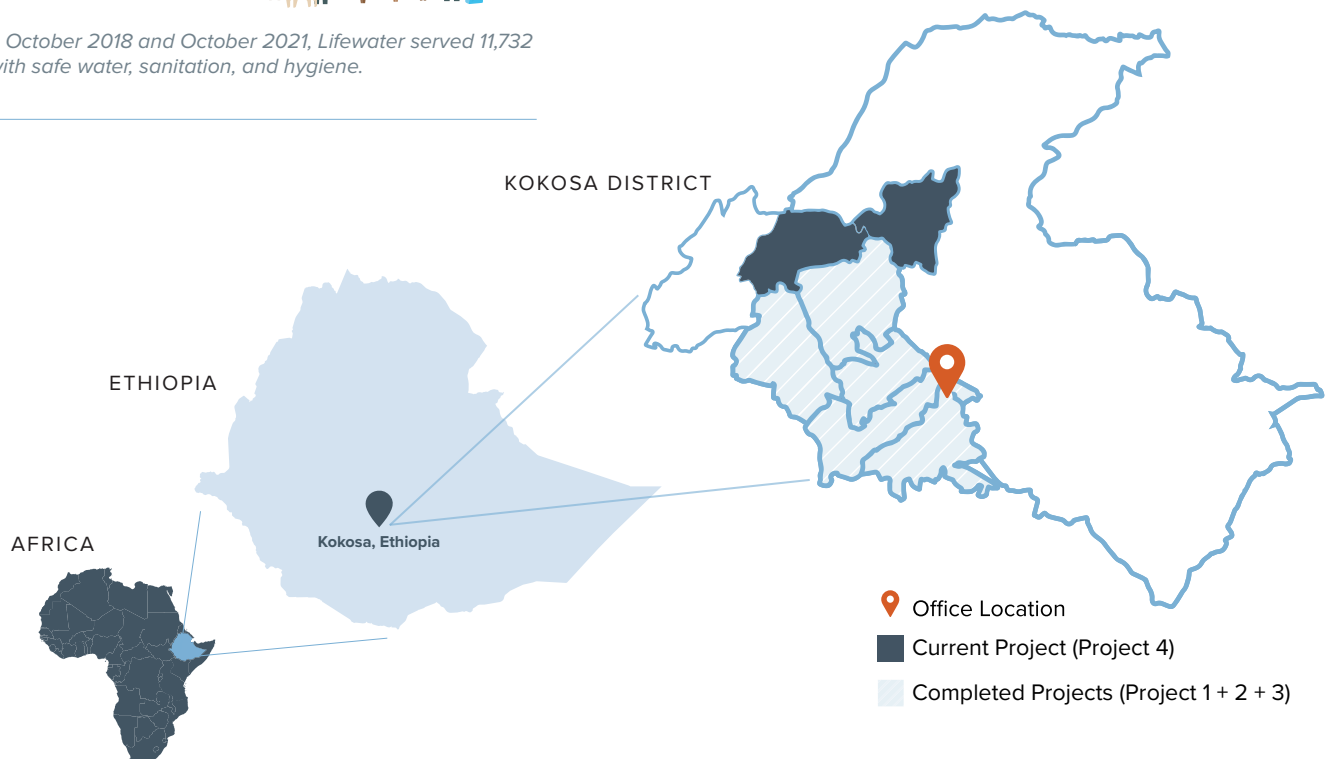 October 2018 and October 2021, Lifewater served 11,732
with safe water, sanitation, and hygiene.
KOKOSA DISTRICT
ETHIOPIA
Kokosa, Ethiopia
AFRICA
Office Location
Current Project (Project 4)
Completed Projects (Project 1 + 2 + 3)